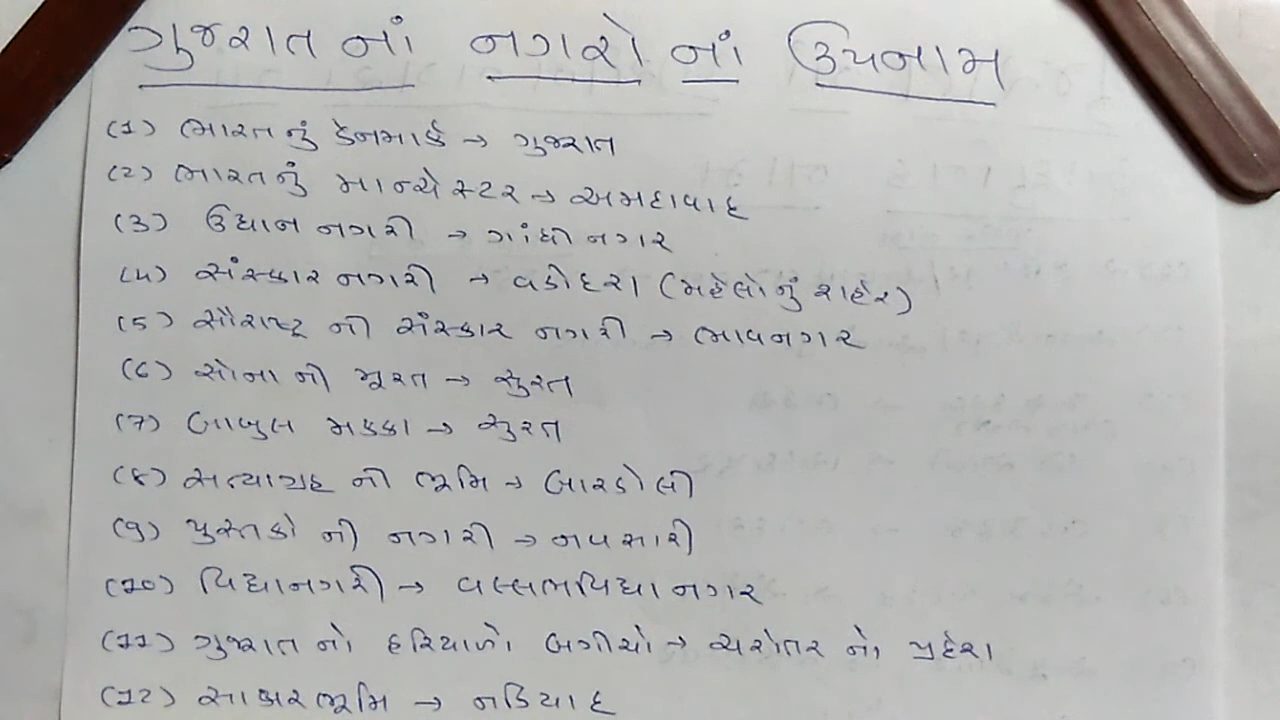 ગુજરાત નાં નગરો નાં ઉપનામ
(1) ભારતનું ડેનમાર્ક → ગુજરાત
(2) ભારતનું માન્ચેસ્ટર → અમદાવાદ
(3) ઉદ્યાન નગરી → ગાંધીનગર
(4) સંસ્કાર નગરી → વડોદરા (મહેલોનું શહેર)
(5) સૌરાષ્ટ્ર ની સંસ્કાર નગરી → ભાવનગર
(6) સોના ની મૂરત → સુરત
(7) બાબુલ મક્કા → સુરત
(8) સત્યાગ્રહ ની ભૂમિ → બારડોલી
(9) પુસ્તકો ની નગરી → નવસારી
(10) વિદ્યાનગરી → વલ્લભવિદ્યાનગર
(11) ગુજરાત નો હરિયાળો બગીચો → ચરોતર નો પ્રદેશ
(12) સાક્ષરભૂમિ → નડિયાદ